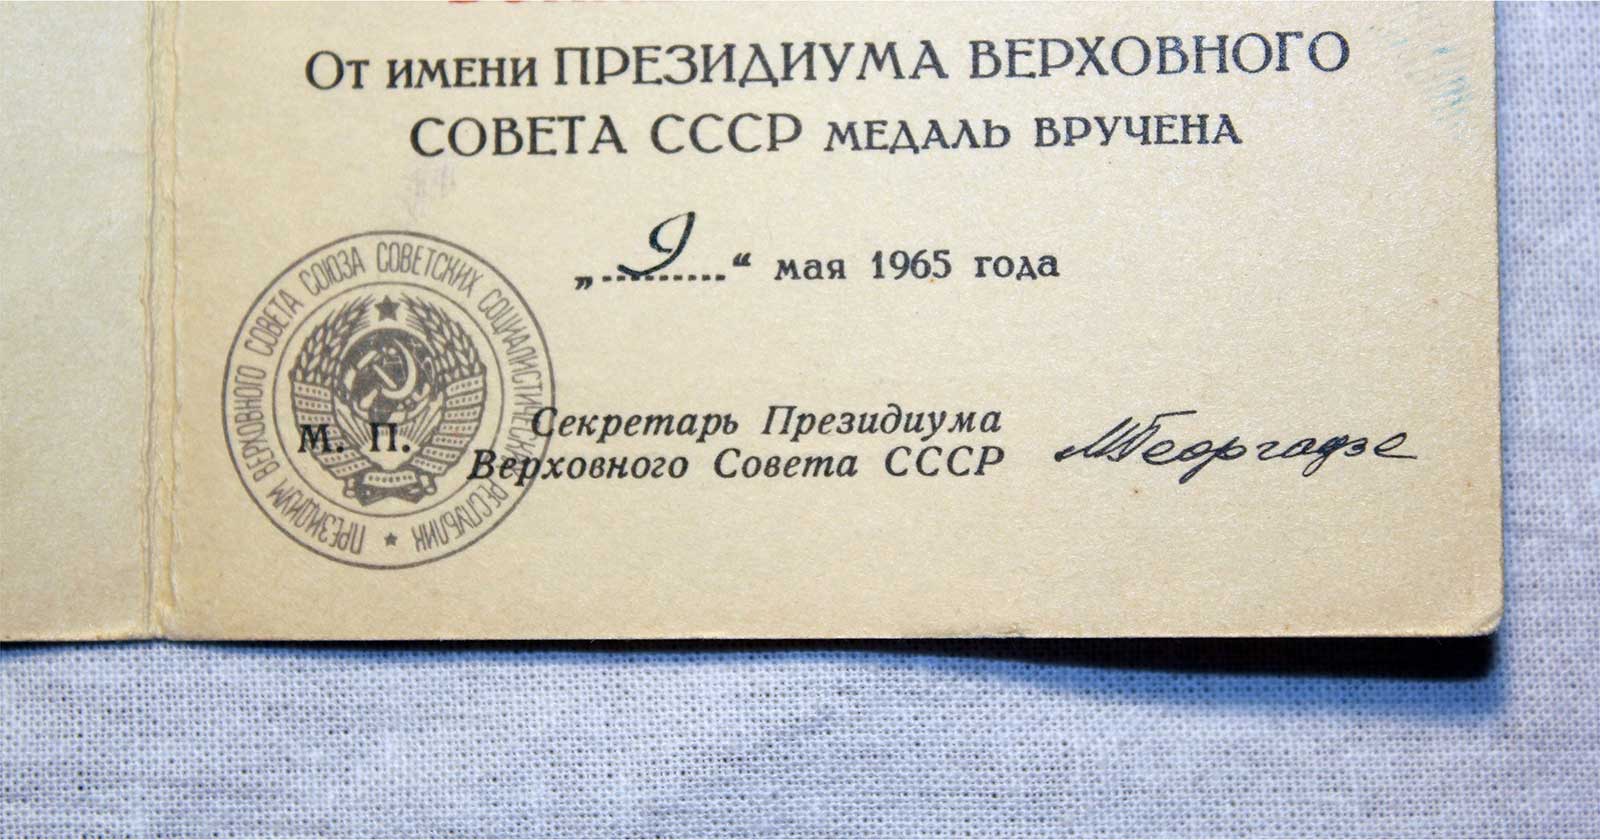 От имени ПРЕЗИДИУМА ВЕРХОВНОГО
СОВЕТА СССР МЕДАЛЬ ВРУЧЕНА
„ 9 “ мая 1965 года
ПРЕЗИДИУМ ВЕРХОВНОГО СОВЕТА СОЮЗА СОВЕТСКИХ СОЦИАЛИСТИЧЕСКИХ РЕСПУБЛИК
М. П.
Секретарь Президиума
Верховного Совета СССР
МГеоргадзе